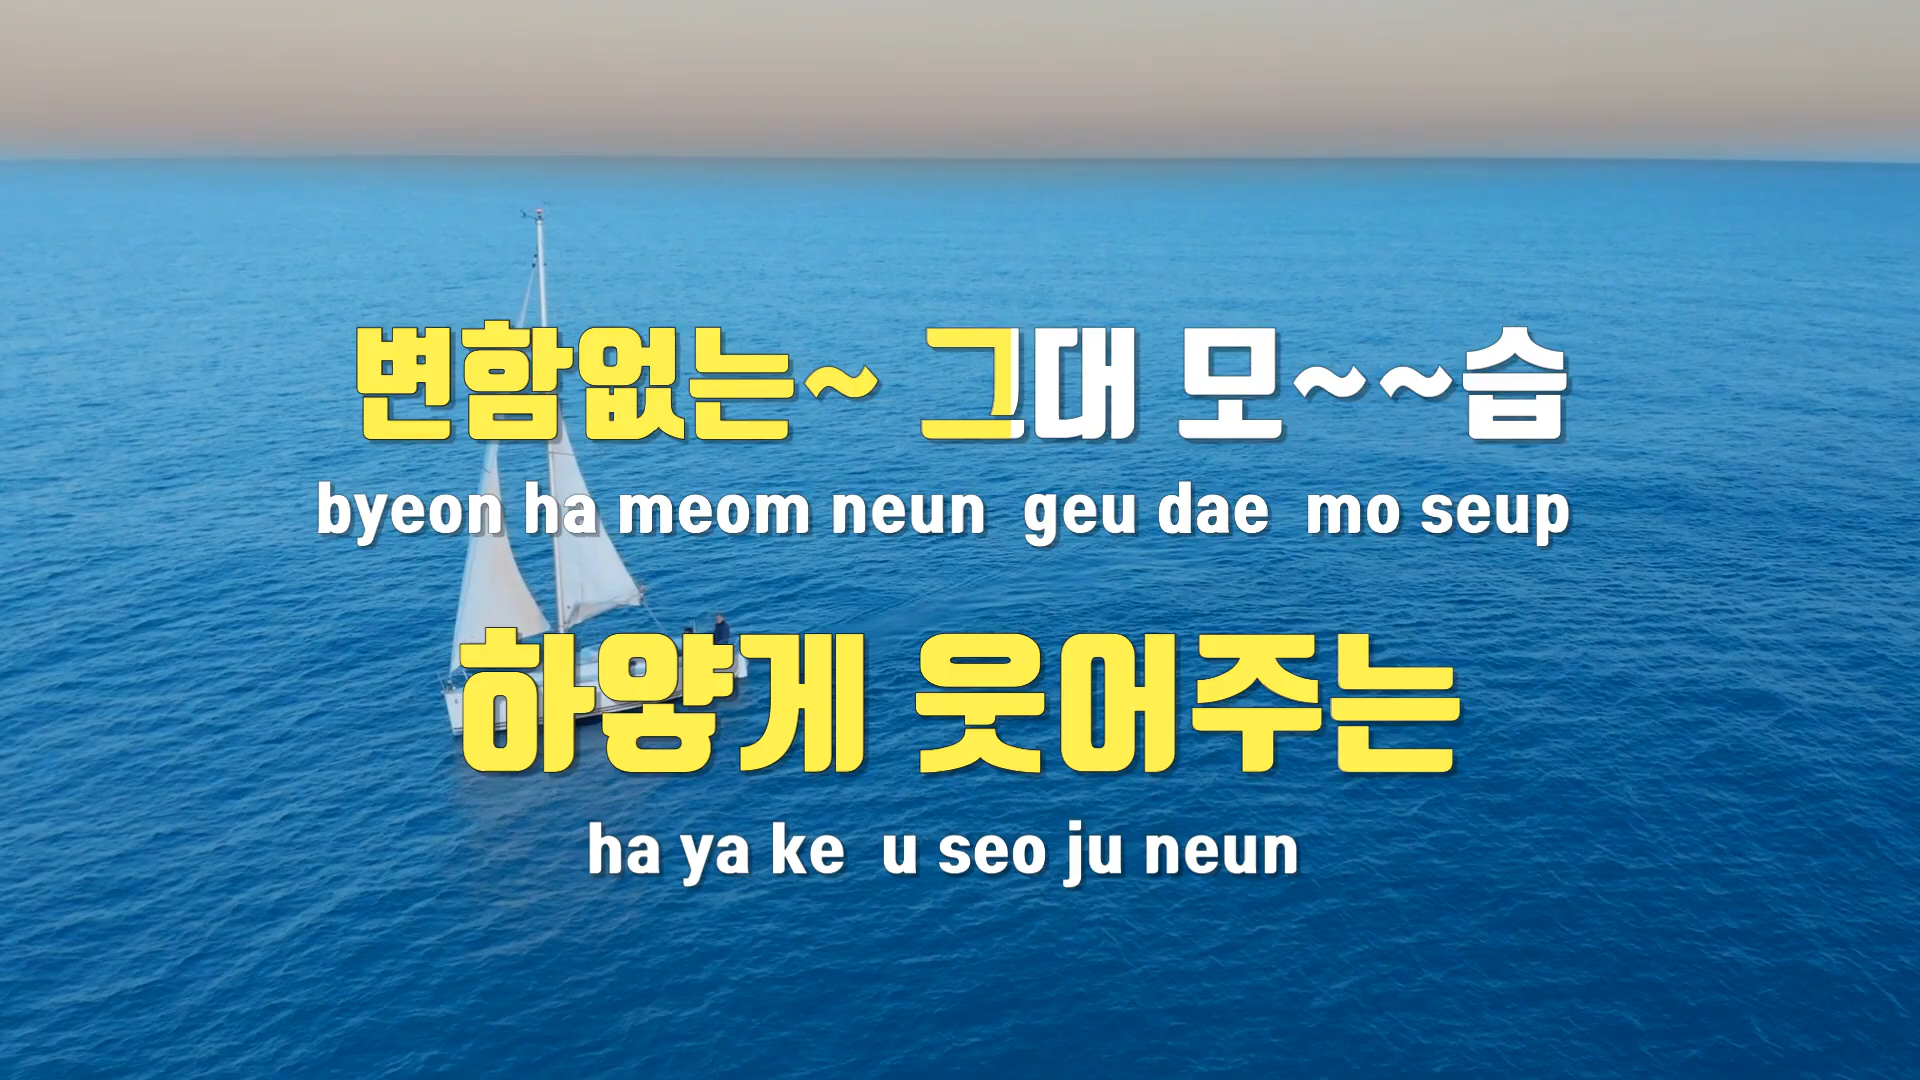 변함없는~ 그대 모~~습
byeon ha meom neun geu dae mo seup
하얗게 웃어주는
ha ya ke u seo ju neun